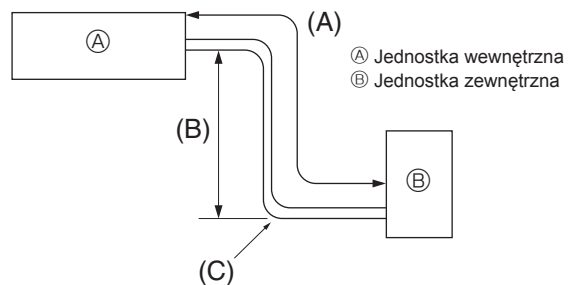 Ⓐ
(A)
Ⓐ Jednostka wewnętrzna
Ⓑ Jednostka zewnętrzna
(B)
Ⓑ
(C)